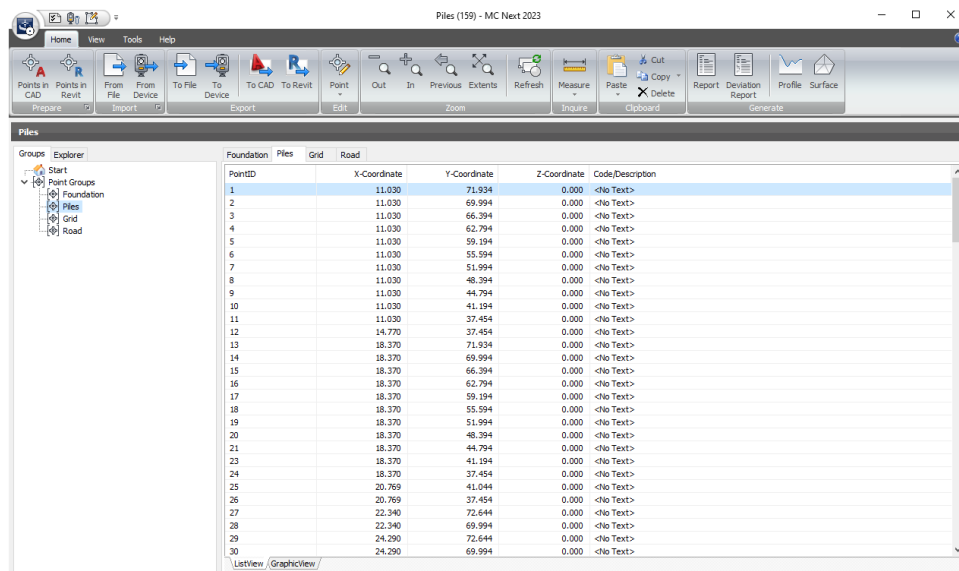 Piles (159) - MC Next 2023
Home View Tools Help
Points in CAD Points in Revit From File From Device To File To Device To CAD To Revit Point Out In Previous Extents Refresh Measure Paste Cut Copy Delete Report Deviation Report Profile Surface
Prepare Import Export Edit Zoom Inquire Clipboard Generate
Piles
Groups Explorer
Start
Point Groups
Foundation
Piles
Grid
Road
Foundation Piles Grid Road
PointID X-Coordinate Y-Coordinate Z-Coordinate Code/Description
1 11.030 71.934 0.000 <No Text>
2 11.030 69.994 0.000 <No Text>
3 11.030 66.394 0.000 <No Text>
4 11.030 62.794 0.000 <No Text>
5 11.030 59.194 0.000 <No Text>
6 11.030 55.594 0.000 <No Text>
7 11.030 51.994 0.000 <No Text>
8 11.030 48.394 0.000 <No Text>
9 11.030 44.794 0.000 <No Text>
10 11.030 41.194 0.000 <No Text>
11 11.030 37.454 0.000 <No Text>
12 14.770 37.454 0.000 <No Text>
13 18.370 71.934 0.000 <No Text>
14 18.370 69.994 0.000 <No Text>
15 18.370 66.394 0.000 <No Text>
16 18.370 62.794 0.000 <No Text>
17 18.370 59.194 0.000 <No Text>
18 18.370 55.594 0.000 <No Text>
19 18.370 51.994 0.000 <No Text>
20 18.370 48.394 0.000 <No Text>
21 18.370 44.794 0.000 <No Text>
23 18.370 41.194 0.000 <No Text>
24 18.370 37.454 0.000 <No Text>
25 20.769 41.044 0.000 <No Text>
26 20.769 37.454 0.000 <No Text>
27 22.340 72.644 0.000 <No Text>
28 22.340 69.994 0.000 <No Text>
29 24.290 72.644 0.000 <No Text>
30 24.290 69.994 0.000 <No Text>
ListView GraphicView